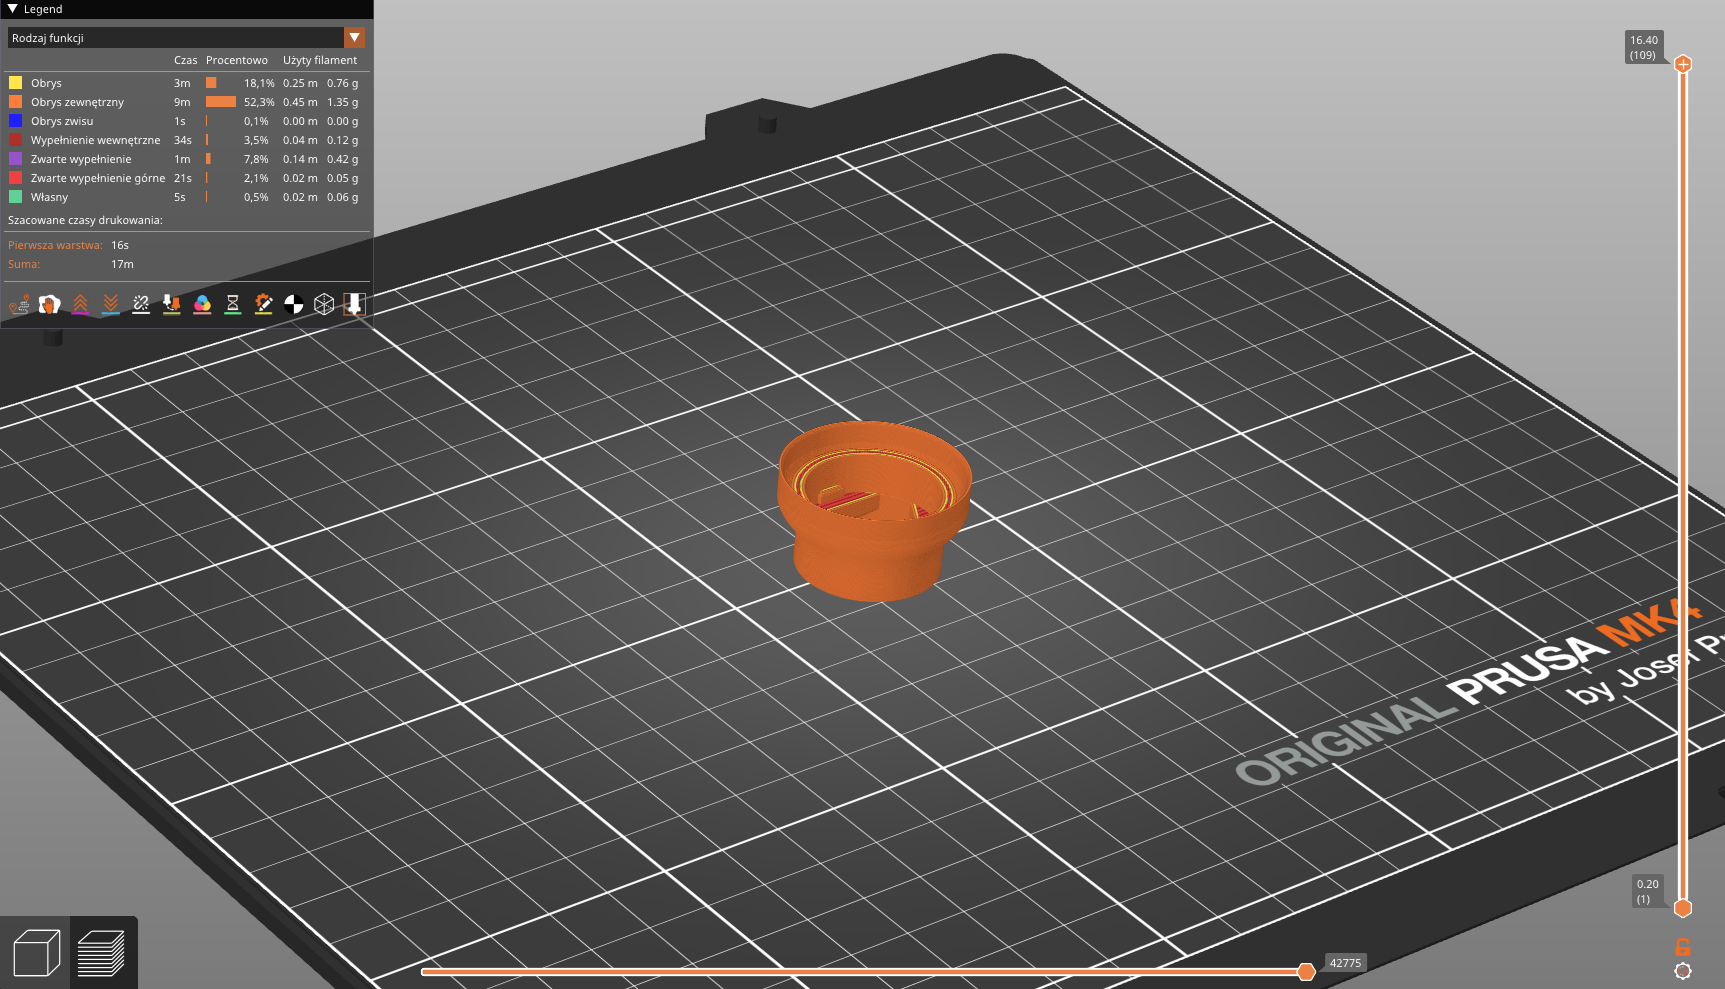 Legend
Rodzaj funkcji
Czas Procentowo Użyty filament
Obrys 3m 18,1% 0.25 m 0.76 g
Obrys zewnętrzny 9m 52,3% 0.45 m 1.35 g
Obrys zwisu 1s 0,1% 0.00 m 0.00 g
Wypełnienie wewnętrzne 34s 3,5% 0.04 m 0.12 g
Zwarte wypełnienie 1m 7,8% 0.14 m 0.42 g
Zwarte wypełnienie górne 21s 2,1% 0.02 m 0.05 g
Własny 5s 0,5% 0.02 m 0.06 g
Szacowane czasy drukowania:
Pierwsza warstwa: 16s
Suma: 17m
16.40
(109)
ORIGINAL PRUSA MK4
by Josef Pr
0.20
(1)
42775